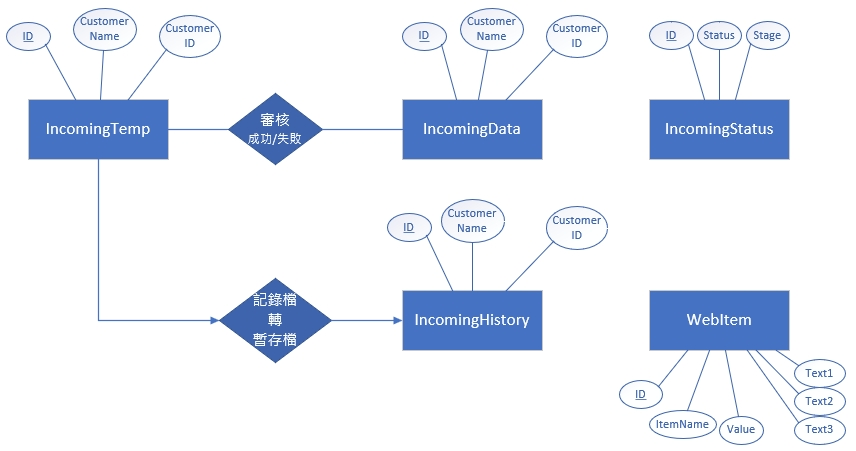 ID
Customer
Name
Customer
ID
IncomingTemp
審核
成功/失敗
ID
Customer
Name
Customer
ID
IncomingData
ID
Status
Stage
IncomingStatus
記錄檔
轉
暫存檔
ID
Customer
Name
Customer
ID
IncomingHistory
WebItem
ID
ItemName
Value
Text1
Text2
Text3